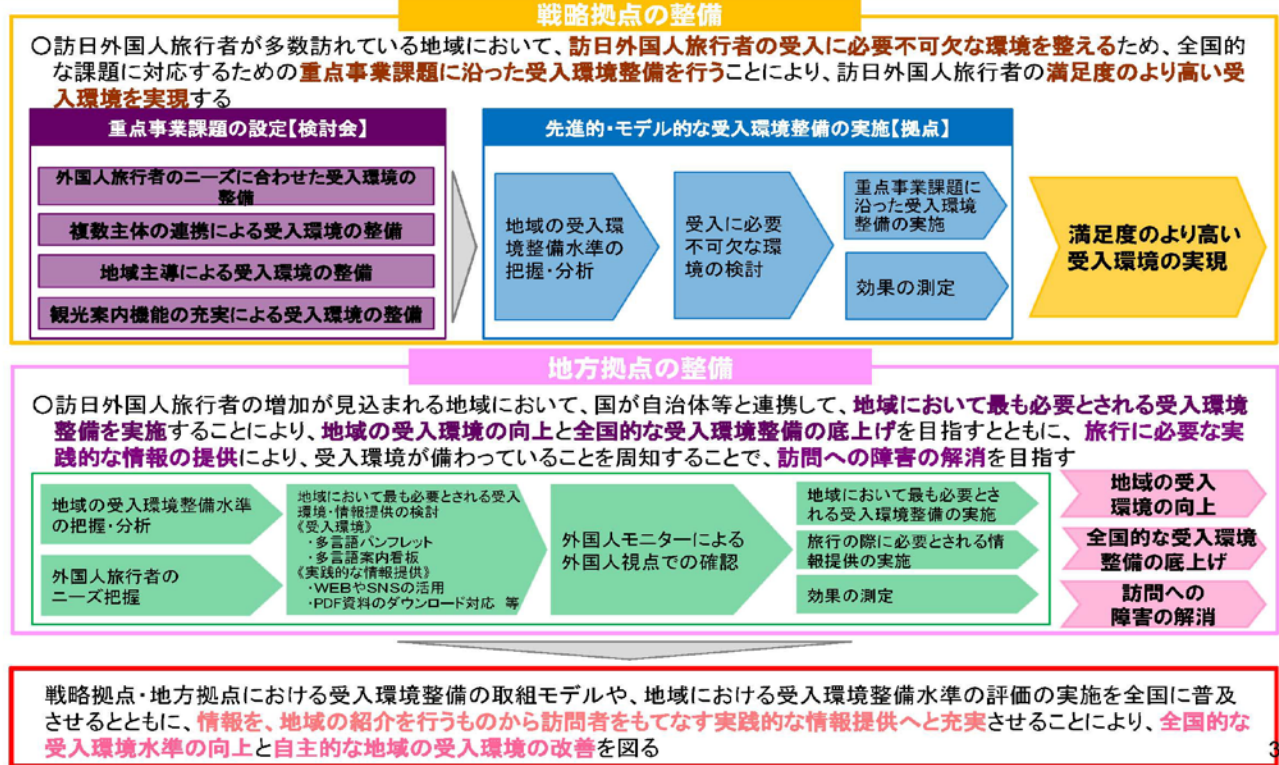 戦略拠点の整備
○訪日外国人旅行者が多数訪れている地域において、訪日外国人旅行者の受入に必要不可欠な環境を整えるため、全国的
な課題に対応するための重点事業課題に沿った受入環境整備を行うことにより、訪日外国人旅行者の満足度のより高い受
入環境を実現する
重点事業課題の設定【検討会】
外国人旅行者のニーズに合わせた受入環境の
整備
複数主体の連携による受入環境の整備
地域主導による受入環境の整備
観光案内機能の充実による受入環境の整備
先進的・モデル的な受入環境整備の実施【拠点】
地域の受入環
境整備水準の
把握・分析
受入に必要
不可欠な環
境の検討
重点事業課題に
沿った受入環境
整備の実施
効果の測定
満足度のより高い
受入環境の実現
地方拠点の整備
○訪日外国人旅行者の増加が見込まれる地域において、国が自治体等と連携して、地域において最も必要とされる受入環境
整備を実施することにより、地域の受入環境の向上と全国的な受入環境整備の底上げを目指すとともに、旅行に必要な実
践的な情報の提供により、受入環境が備わっていることを周知することで、訪問への障害の解消を目指す
地域の受入環境整備水準
の把握・分析
外国人旅行者の
ニーズ把握
地域において最も必要とされる受入
環境・情報提供の検討
《受入環境》
・多言語パンフレット
・多言語案内看板
《実践的な情報提供》
・WEBやSNSの活用
・PDF資料のダウンロード対応 等
外国人モニターによる
外国人視点での確認
地域において最も必要とさ
れる受入環境整備の実施
旅行の際に必要とされる情
報提供の実施
効果の測定
地域の受入
環境の向上
全国的な受入環境
整備の底上げ
訪問への
障害の解消
戦略拠点・地方拠点における受入環境整備の取組モデルや、地域における受入環境整備水準の評価の実施を全国に普及
させるとともに、情報を、地域の紹介を行うものから訪問者をもてなす実践的な情報提供へと充実させることにより、全国的な
受入環境水準の向上と自主的な地域の受入環境の改善を図る
3